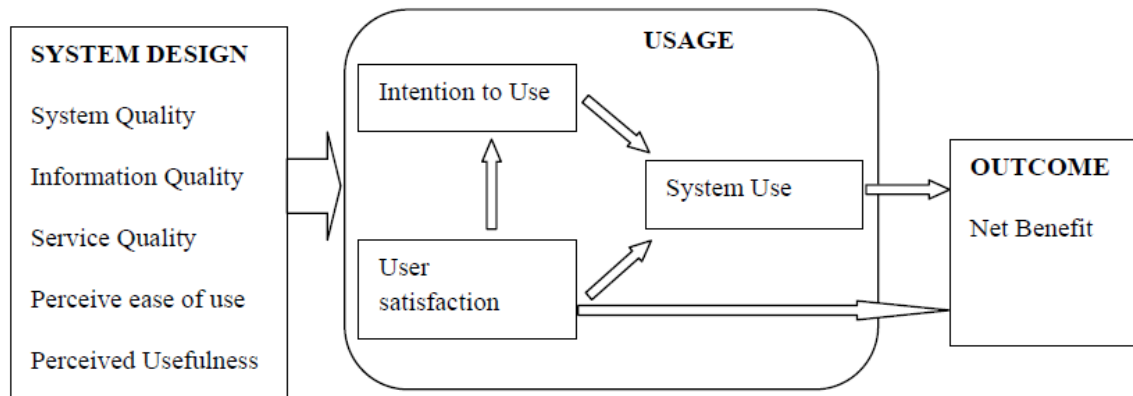 SYSTEM DESIGN
System Quality
Information Quality
Service Quality
Perceive ease of use
Perceived Usefulness
USAGE
Intention to Use
System Use
User
satisfaction
OUTCOME
Net Benefit